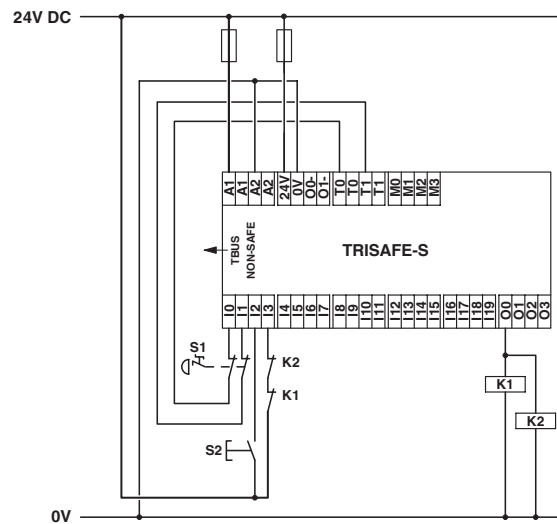 24V DC
A1 A1 A2 A2 24V 0V O0- O1- T0 T0 T1 T1 M0 M1 M2 M3
TBUS
NON-SAFE
TRISAFE-S
I0 I1 I2 I3 I4 I5 I6 I7 I8 I9 I10 I11 I12 I13 I14 I15 I16 I17 I18 I19 O0 O1 O2 O3
S1
K2
K1
K1
K2
S2
0V